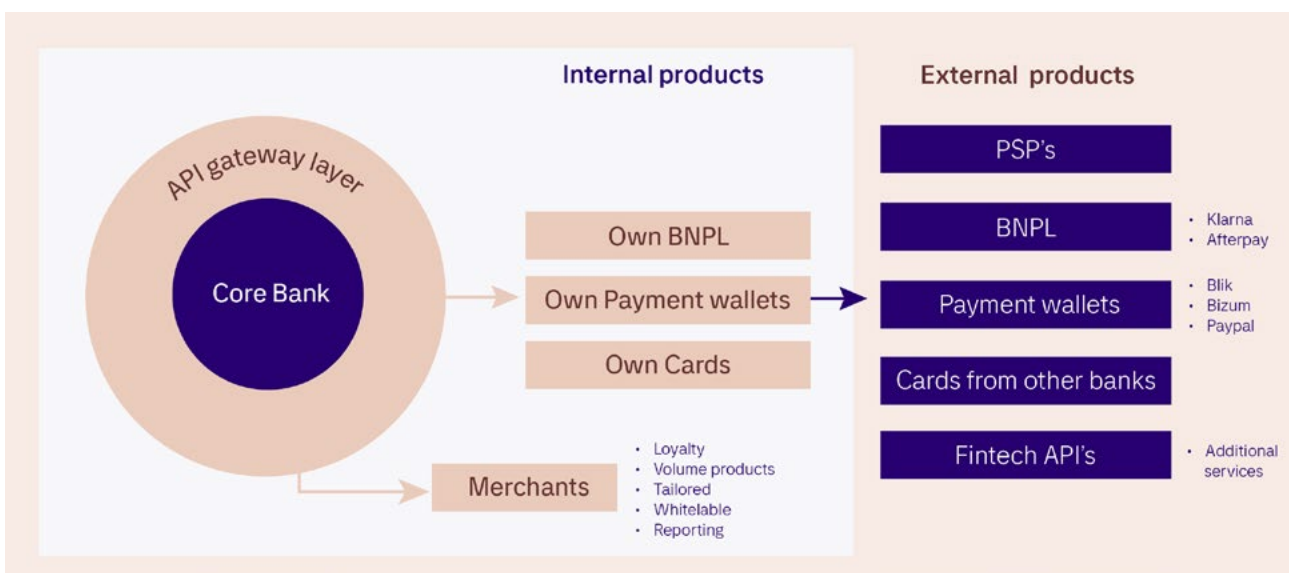 Internal products
External products
API gateway layer
Core Bank
Own BNPL
Own Payment wallets
Own Cards
Merchants
• Loyalty
• Volume products
• Tailored
• Whitelable
• Reporting
PSP's
BNPL
• Klarna
• Afterpay
Payment wallets
• Blik
• Bizum
• Paypal
Cards from other banks
Fintech API's
• Additional
services